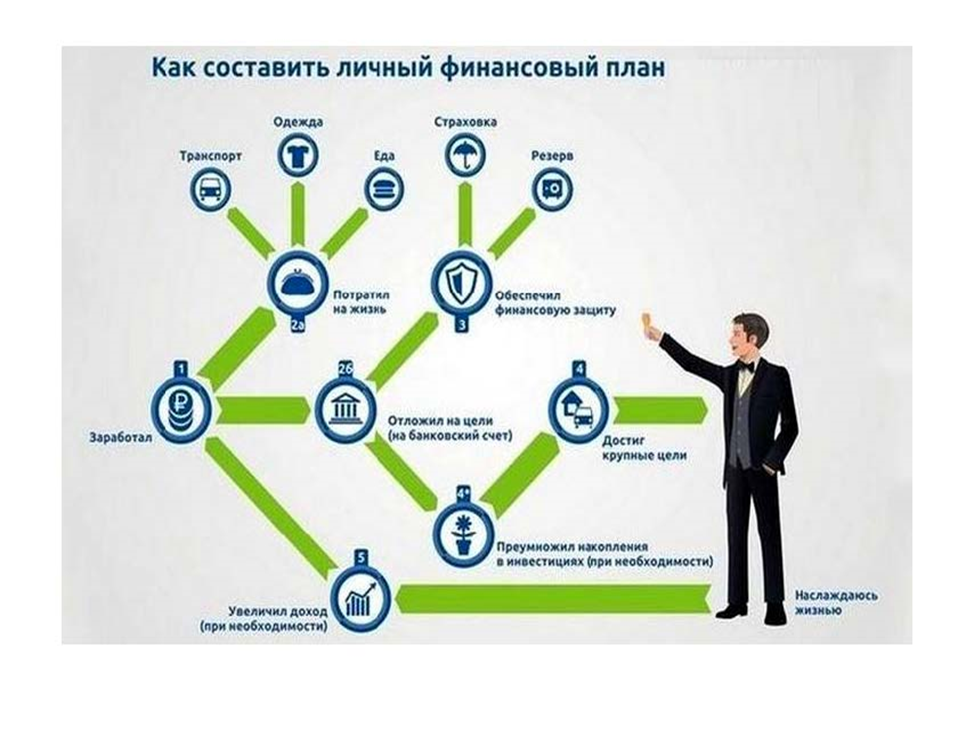 Как составить личный финансовый план
Одежда
Страховка
Транспорт
Еда
Резерв
Потратил
на жизнь
2а
Обеспечил
финансовую защиту
3
1
2б
4
Заработал
Отложил на цели
(на банковский счет)
Достиг
крупные цели
4*
Преумножил накопления
в инвестициях (при необходимости)
5
Увеличил доход
(при необходимости)
Наслаждаюсь
жизнью